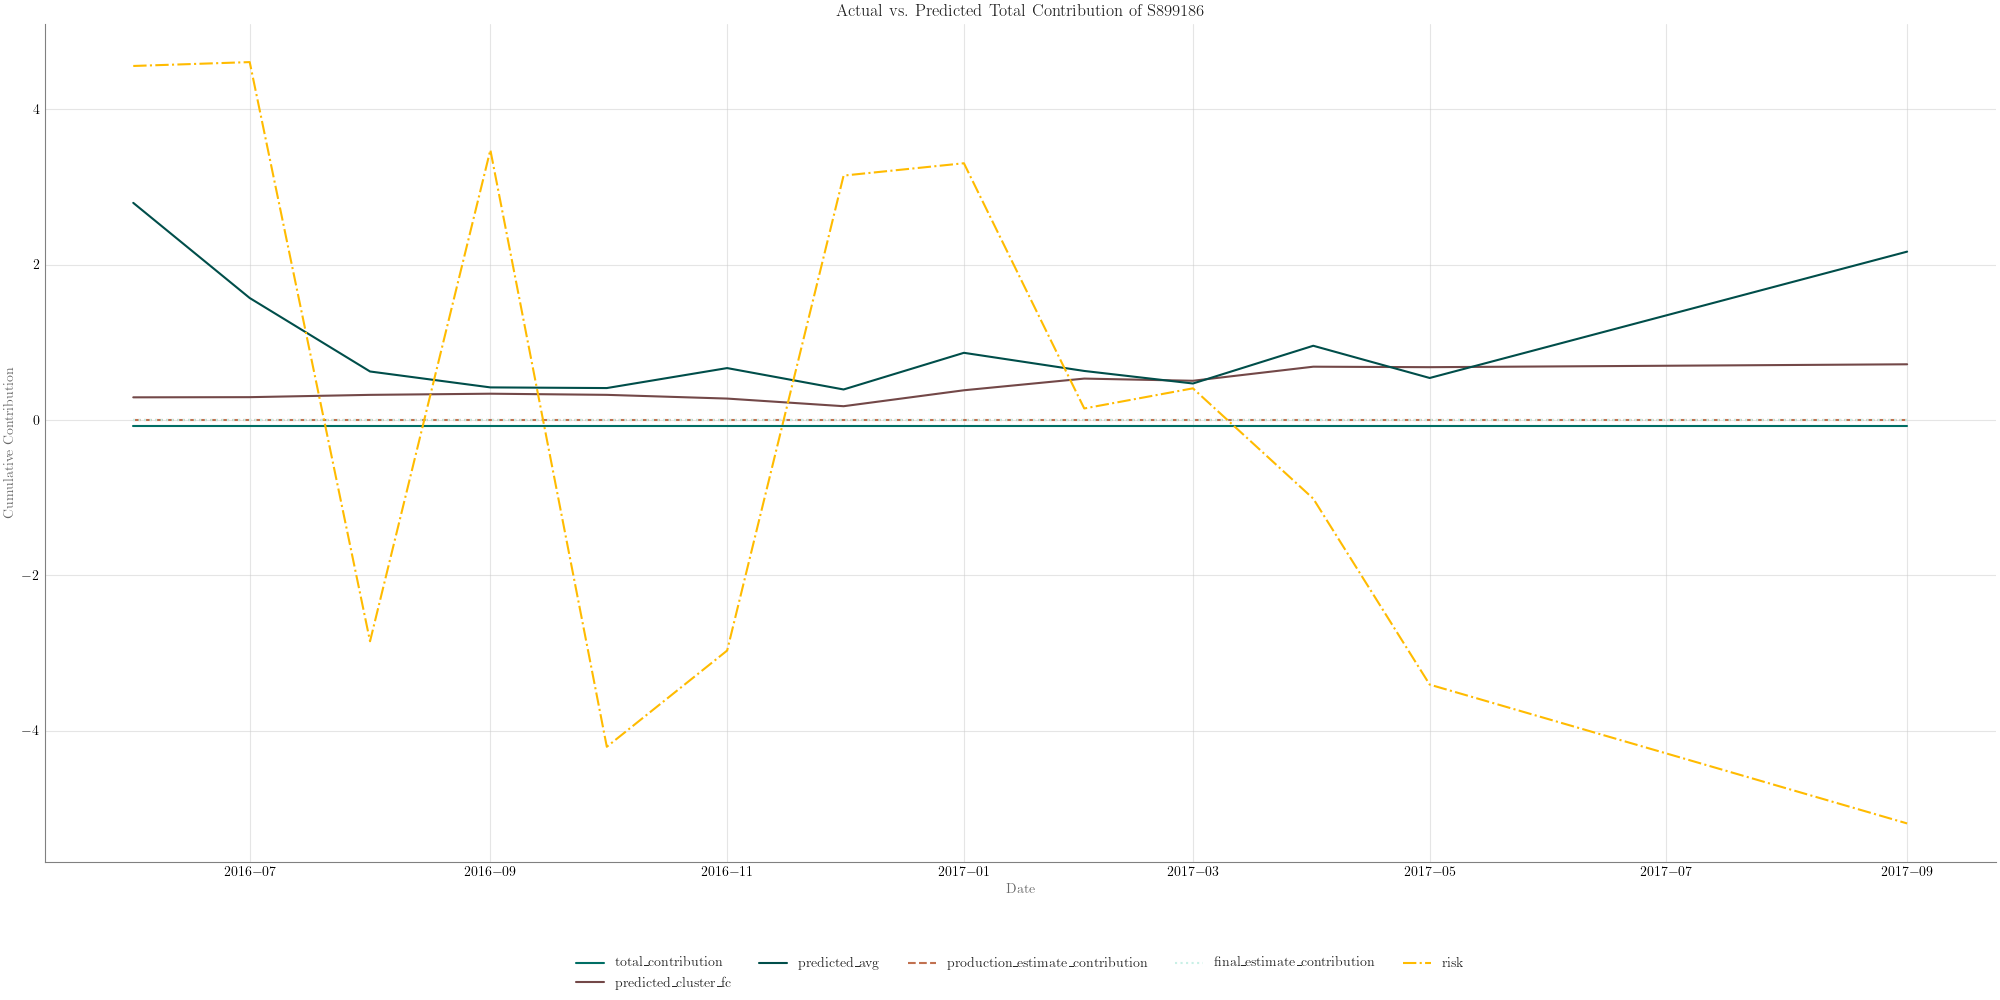 Actual vs. Predicted Total Contribution of S899186
Cumulative Contribution
4
2
0
−2
−4
2016−07 2016−09 2016−11 2017−01 2017−03 2017−05 2017−07 2017−09
Date
total_contribution predicted_avg production_estimate_contribution final_estimate_contribution risk
predicted_cluster_fc